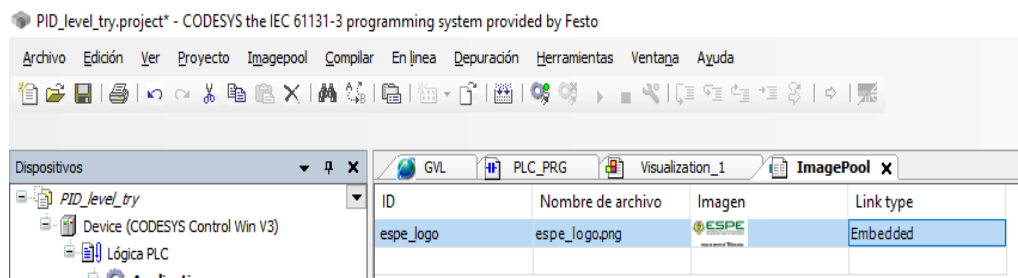 PID_level_try.project* - CODESYS the IEC 61131-3 programming system provided by Festo
Archivo Edición Ver Proyecto Imagepool Compilar En línea Depuración Herramientas Ventana Ayuda
Dispositivos
GVL PLC_PRG Visualization_1 ImagePool
PID_level_try
Device (CODESYS Control Win V3)
Lógica PLC
ID Nombre de archivo Imagen Link type
espe_logo espe_logo.png ESPE Embedded